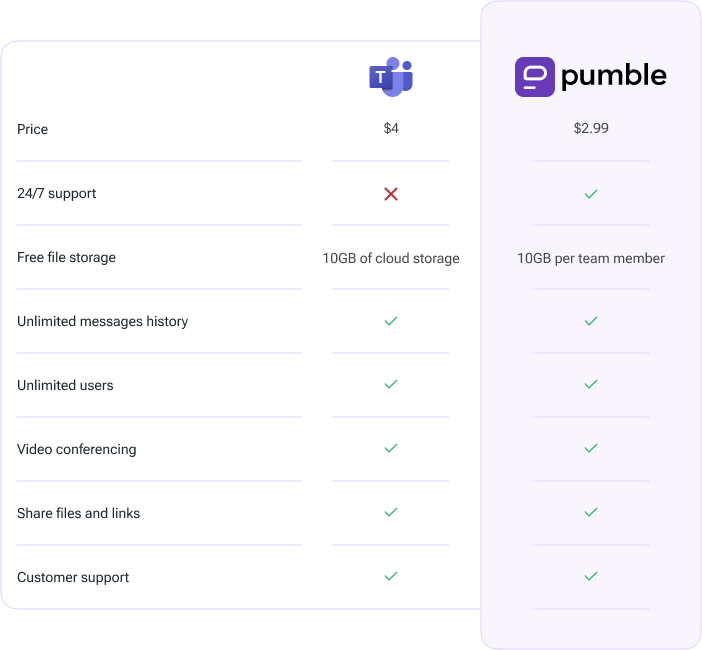 T
pumble
Price $4 $2.99
24/7 support
Free file storage 10GB of cloud storage 10GB per team member
Unlimited messages history
Unlimited users
Video conferencing
Share files and links
Customer support